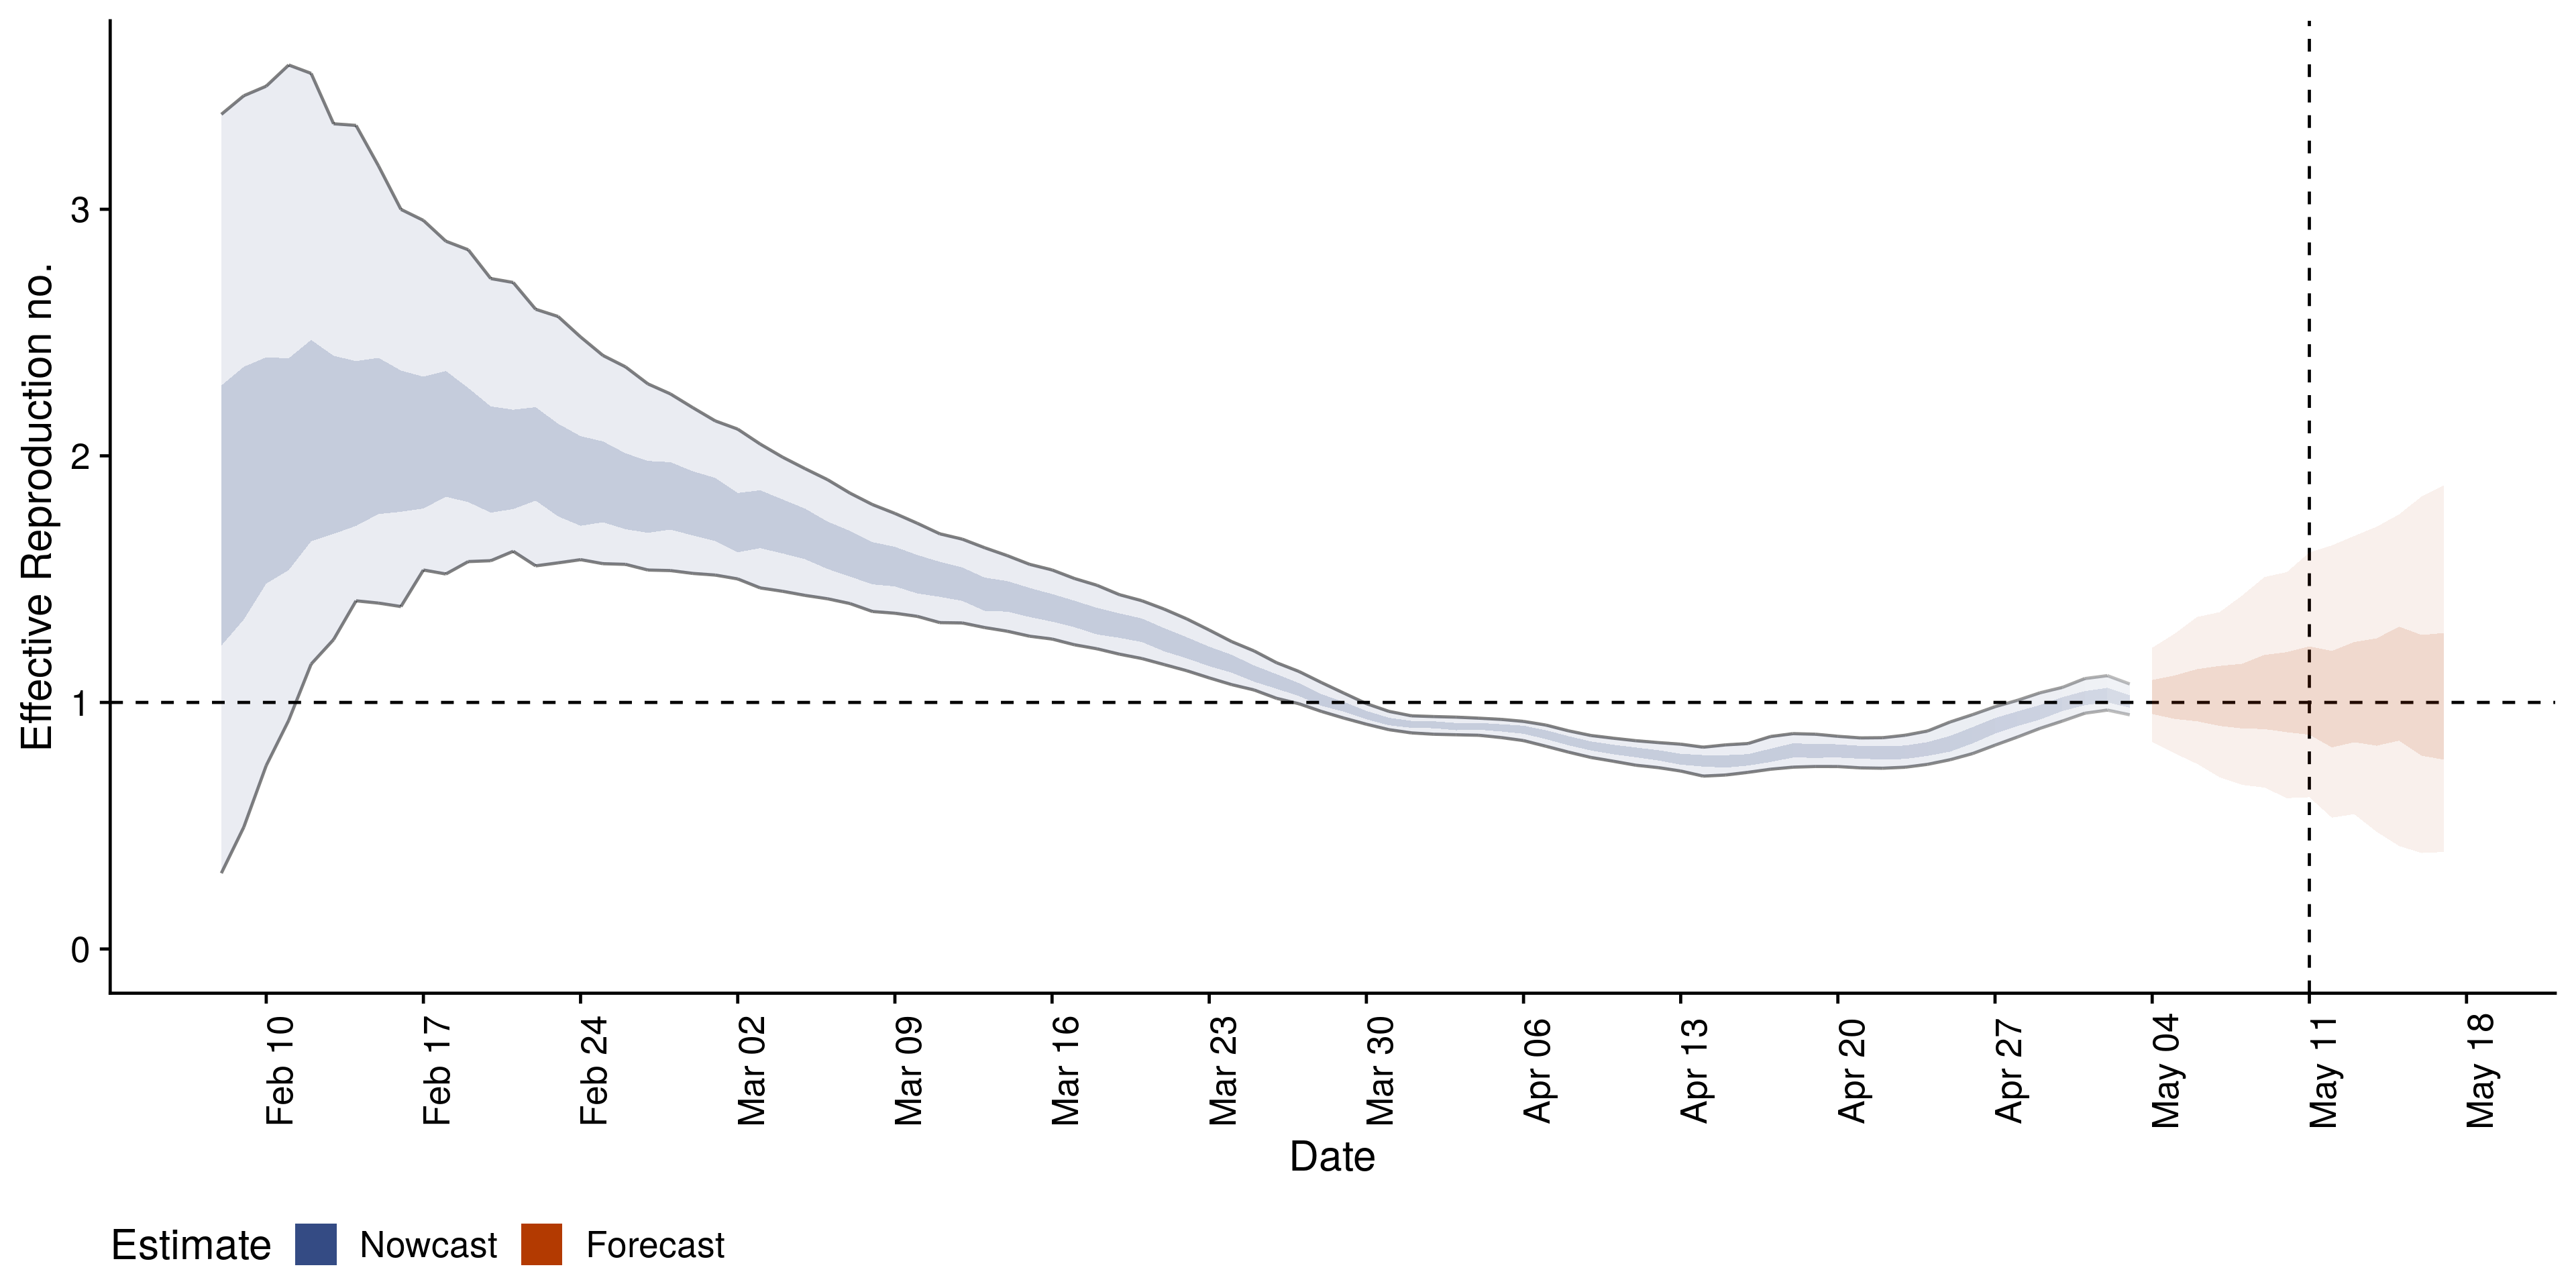 Effective Reproduction no.
3
2
1
0
Feb 10
Feb 17
Feb 24
Mar 02
Mar 09
Mar 16
Mar 23
Mar 30
Apr 06
Apr 13
Apr 20
Apr 27
May 04
May 11
May 18
Date
Estimate Nowcast Forecast